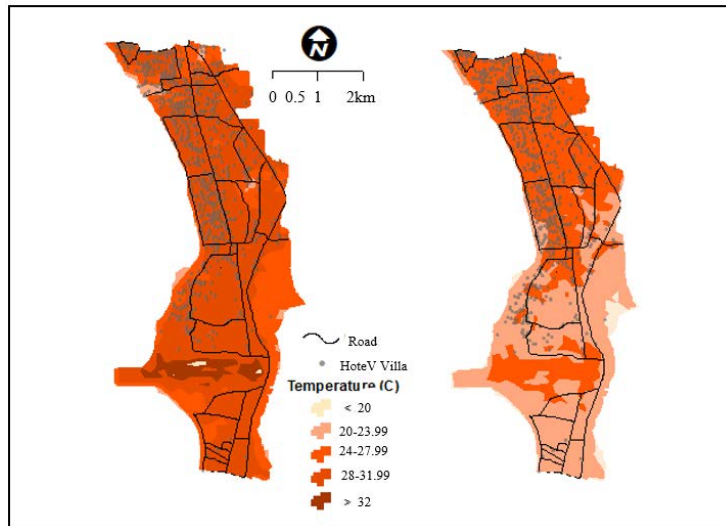 N
0 0.5 1 2km
Road
HoteV Villa
Temperature (C)
< 20
20-23.99
24-27.99
28-31.99
> 32